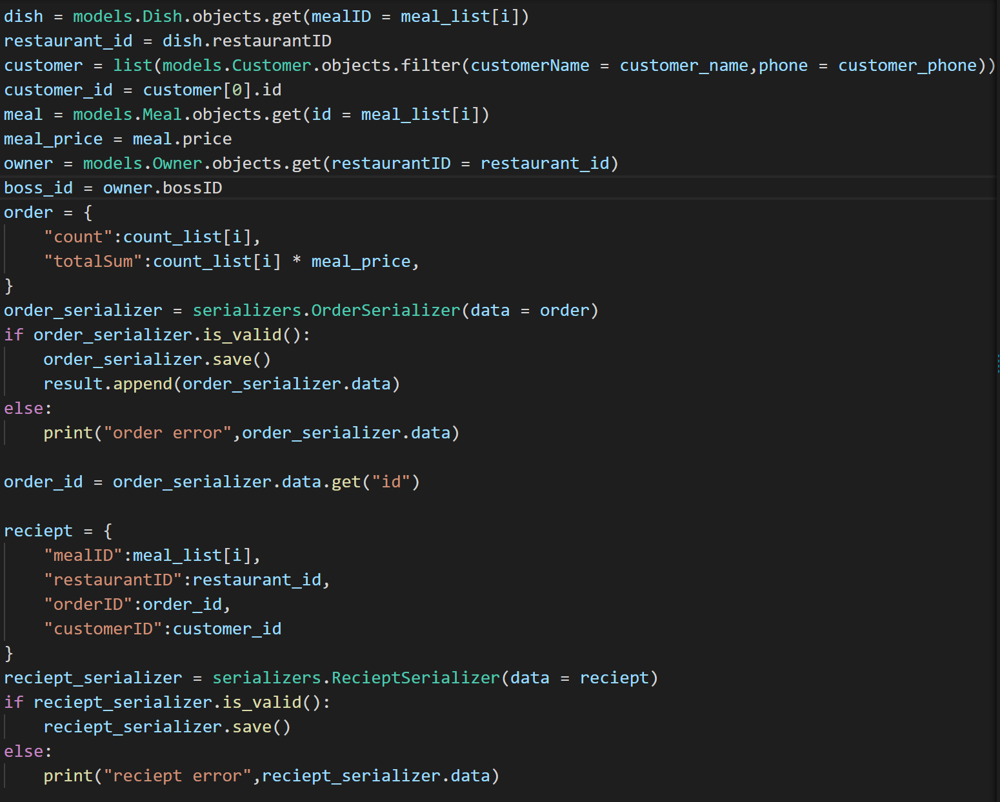 dish = models.Dish.objects.get(mealID = meal_list[i])
restaurant_id = dish.restaurantID
customer = list(models.Customer.objects.filter(customerName = customer_name,phone = customer_phone))
customer_id = customer[0].id
meal = models.Meal.objects.get(id = meal_list[i])
meal_price = meal.price
owner = models.Owner.objects.get(restaurantID = restaurant_id)
boss_id = owner.bossID
order = {
    "count":count_list[i],
    "totalSum":count_list[i] * meal_price,
}
order_serializer = serializers.OrderSerializer(data = order)
if order_serializer.is_valid():
    order_serializer.save()
    result.append(order_serializer.data)
else:
    print("order error",order_serializer.data)

order_id = order_serializer.data.get("id")

reciept = {
    "mealID":meal_list[i],
    "restaurantID":restaurant_id,
    "orderID":order_id,
    "customerID":customer_id
}
reciept_serializer = serializers.RecieptSerializer(data = reciept)
if reciept_serializer.is_valid():
    reciept_serializer.save()
else:
    print("reciept error",reciept_serializer.data)